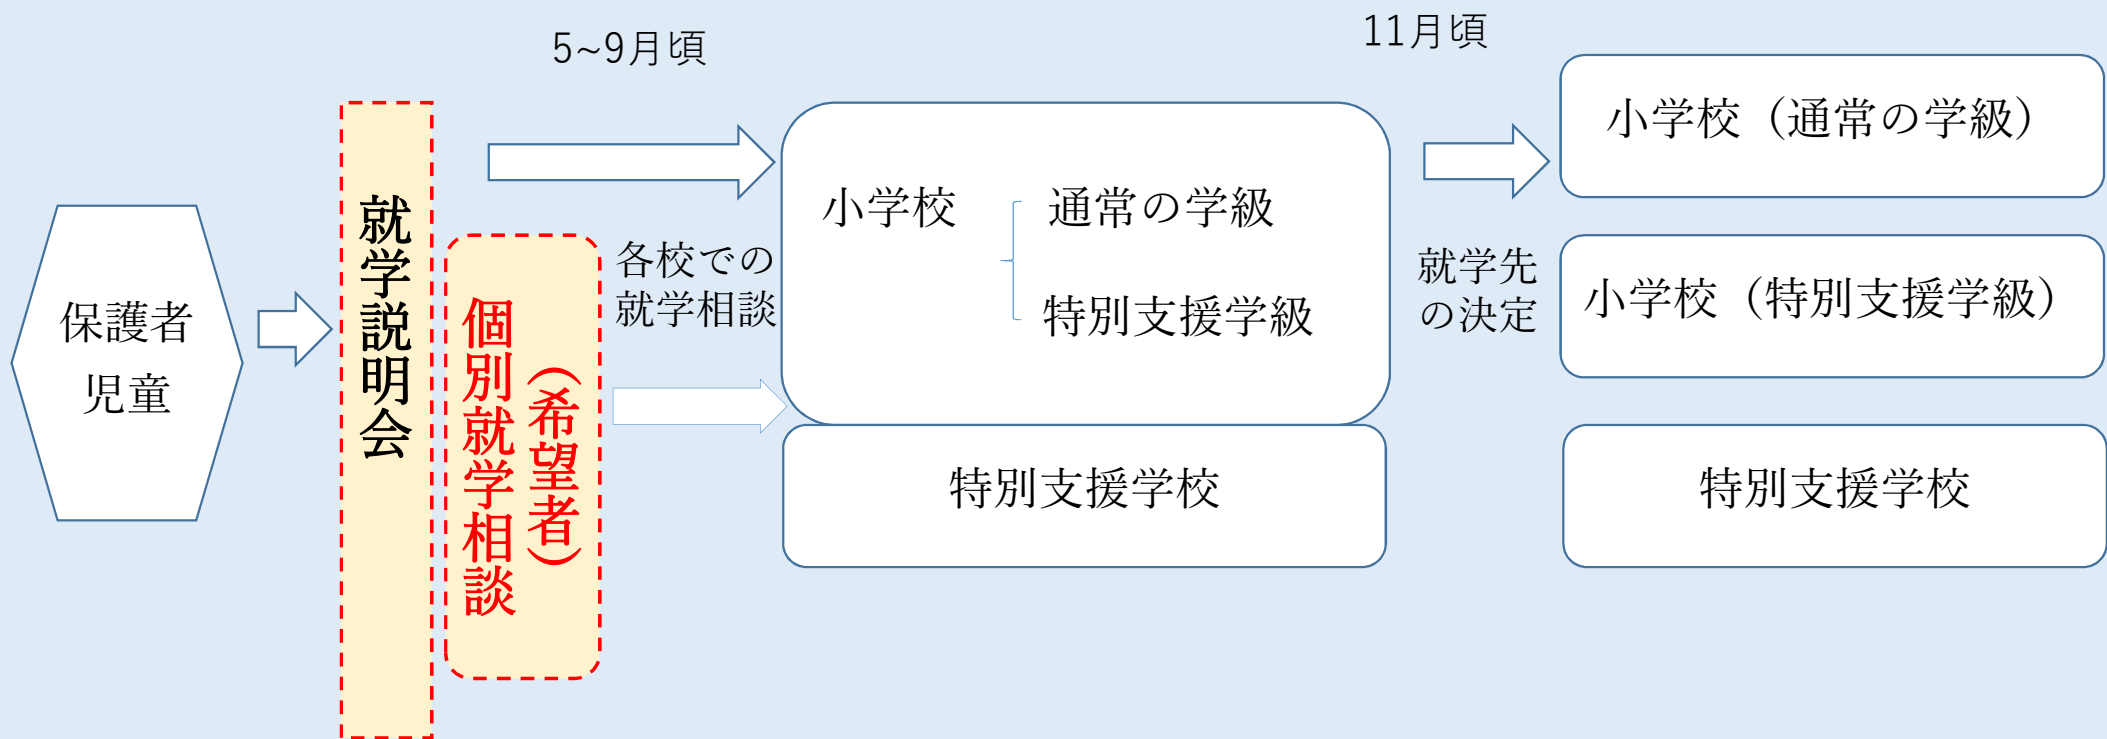 保護者
児童
就学説明会
個別就学相談
（希望者）
5~9月頃
各校での
就学相談
小学校
通常の学級
特別支援学級
特別支援学校
11月頃
就学先
の決定
小学校（通常の学級）
小学校（特別支援学級）
特別支援学校